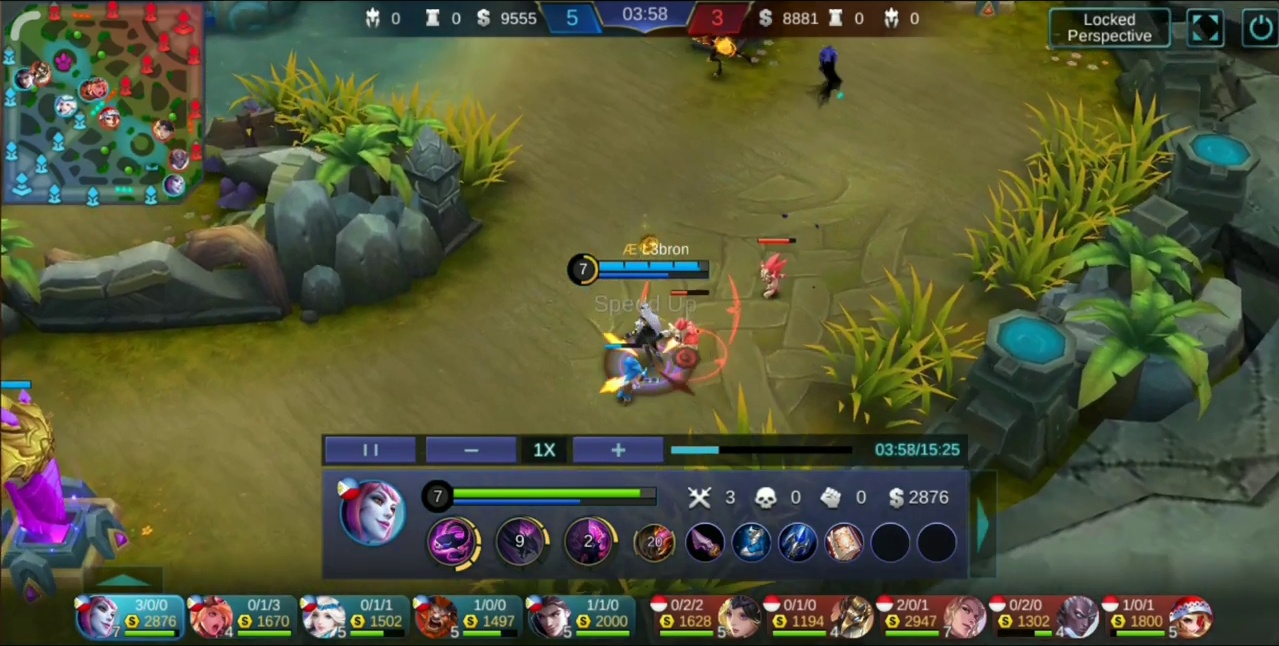 0 0 $ 9555 5 03:58 3 $ 8881 0 0
Locked
Perspective
Æ Ł3bron
7
Speed Up
1X
03:58/15:25
7 3 0 0 $ 2876
9 2 20
3/0/0 0/1/3 0/1/1 1/0/0 1/1/0 0/2/2 0/1/0 2/0/1 0/2/0 1/0/1
2876 1670 1502 1497 2000 1628 1194 2947 1302 1800
7 4 5 5 5 5 4 7 4 5